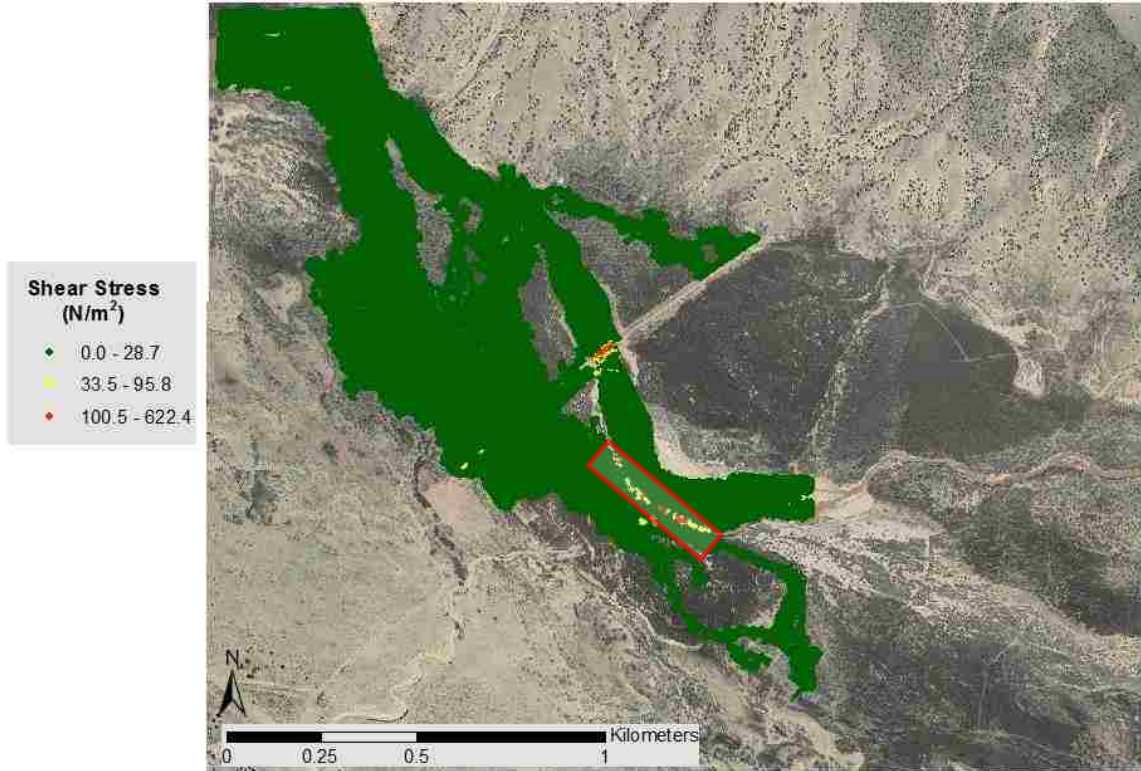 Shear Stress
(N/m²)
0.0 - 28.7
33.5 - 95.8
100.5 - 622.4
N
Kilometers
0 0.25 0.5 1